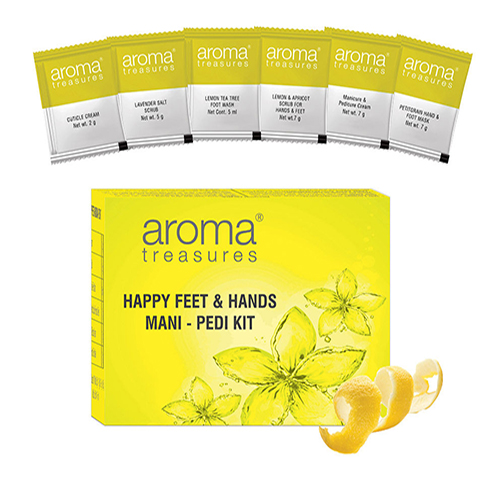 aroma®
treasures
CUTICLE CREAM
Net wt. 2 g
aroma®
treasures
LAVENDER SALT
SCRUB
Net wt. 5 g
aroma®
treasures
LEMON TEA TREE
FOOT WASH
Net Cont. 5 ml
aroma®
treasures
LEMON & APRICOT
SCRUB FOR
HANDS & FEET
Net wt.7 g
aroma®
treasures
Manicure &
Pedicure Cream
Net wt. 7 g
aroma®
treasures
PETITGRAIN HAND &
FOOT MASK
Net wt. 7 g
aroma®
treasures
HAPPY FEET & HANDS
MANI - PEDI KIT